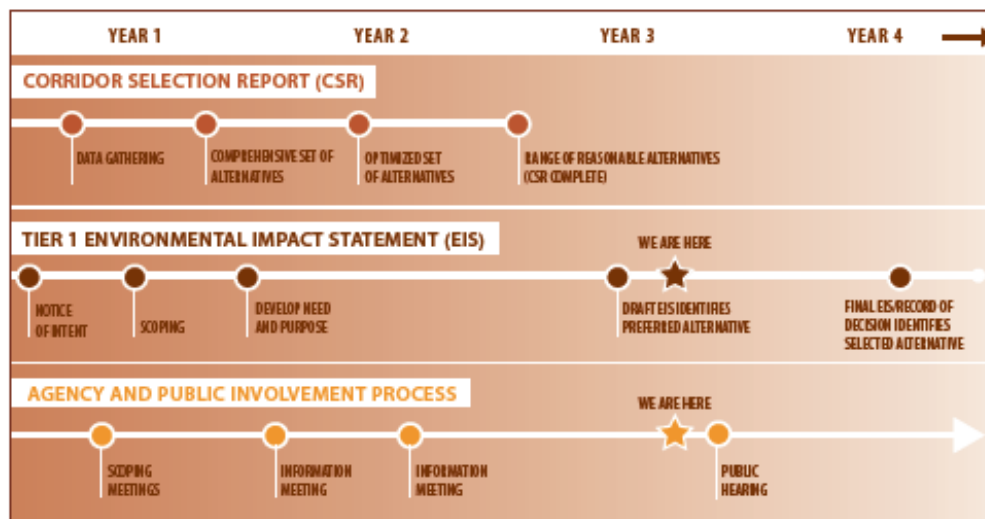 YEAR 1 YEAR 2 YEAR 3 YEAR 4
CORRIDOR SELECTION REPORT (CSR)
DATA GATHERING
COMPREHENSIVE SET OF
ALTERNATIVES
OPTIMIZED SET
OF ALTERNATIVES
RANGE OF REASONABLE ALTERNATIVES
(CSR COMPLETE)
TIER 1 ENVIRONMENTAL IMPACT STATEMENT (EIS)
WE ARE HERE
NOTICE
OF INTENT
SCOPING
DEVELOP NEED
AND PURPOSE
DRAFT EIS IDENTIFIES
PREFERRED ALTERNATIVE
FINAL EIS/RECORD OF
DECISION IDENTIFIES
SELECTED ALTERNATIVE
AGENCY AND PUBLIC INVOLVEMENT PROCESS
WE ARE HERE
SCOPING
MEETINGS
INFORMATION
MEETING
INFORMATION
MEETING
PUBLIC
HEARING